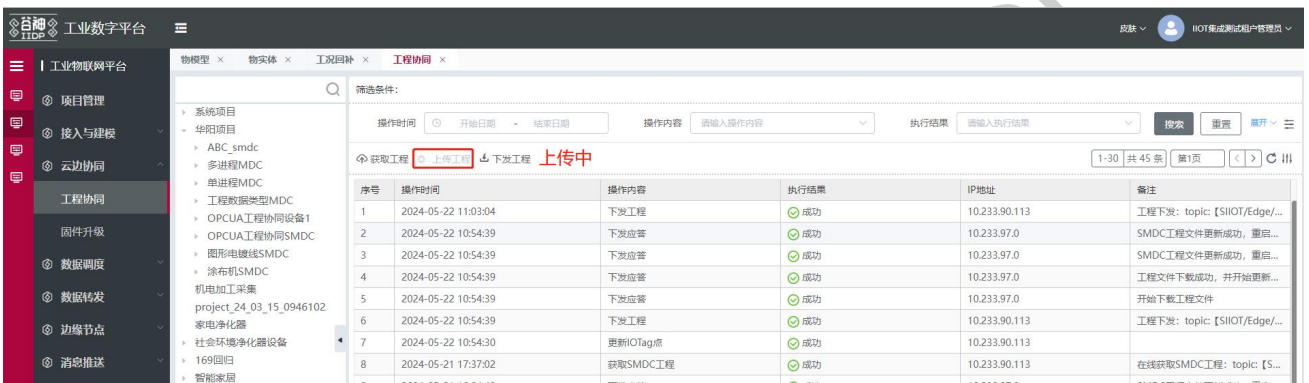 谷神 IIDP 工业数字平台
皮肤 IIOT集成测试租户管理员
工业物联网平台
项目管理
接入与建模
云边协同
工程协同
固件升级
数据调度
数据转发
边缘节点
消息推送
物模型 × 物实体 × 工况回补 × 工程协同 ×
系统项目
华阳项目
ABC_smdc
多进程MDC
单进程MDC
工程数据类型MDC
OPCUA工程协同设备1
OPCUA工程协同SMDC
图形电镀线SMDC
涂布机SMDC
机电加工采集
project_24_03_15_0946102
家电净化器
社会环境净化器设备
169回归
智能家居
筛选条件：
操作时间 开始日期 - 结束日期 操作内容 请输入操作内容 执行结果 请输入执行结果 搜索 重置 展开
获取工程 上传工程 下发工程 上传中 1-30 共 45 条 第1页
序号 操作时间 操作内容 执行结果 IP地址 备注
1 2024-05-22 11:03:04 下发工程 成功 10.233.90.113 工程下发：topic:【SIIOT/Edge/...
2 2024-05-22 10:54:39 下发应答 成功 10.233.97.0 SMDC工程文件更新成功，重启...
3 2024-05-22 10:54:39 下发应答 成功 10.233.97.0 SMDC工程文件更新成功，重启...
4 2024-05-22 10:54:39 下发应答 成功 10.233.97.0 工程文件下载成功，并开始更新...
5 2024-05-22 10:54:39 下发应答 成功 10.233.97.0 开始下载工程文件
6 2024-05-22 10:54:39 下发工程 成功 10.233.90.113 工程下发：topic:【SIIOT/Edge/...
7 2024-05-22 10:54:30 更新IOTag点 成功 10.233.90.113
8 2024-05-21 17:37:02 获取SMDC工程 成功 10.233.90.113 在线获取SMDC工程：topic:【S...